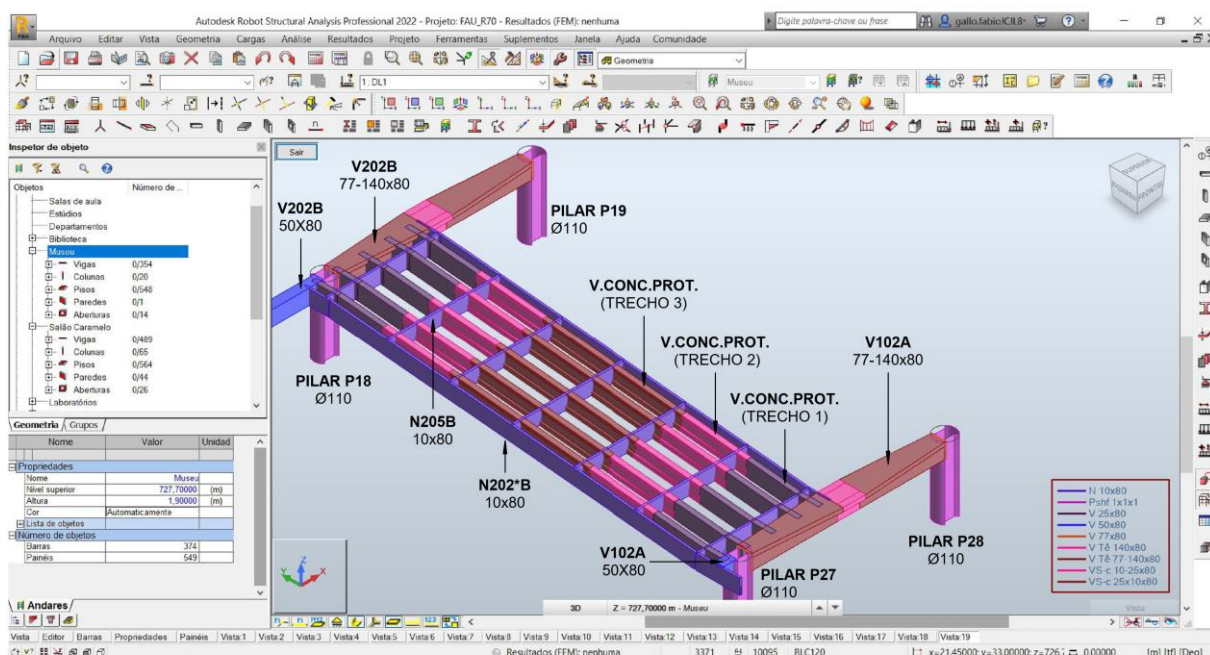 Autodesk Robot Structural Analysis Professional 2022 - Projeto: FAU_R70 - Resultados (FEM): nenhuma
Digite palavra-chave ou frase
gallo.fabioJCIL8
Arquivo Editar Vista Geometria Cargas Análise Resultados Projeto Ferramentas Suplementos Janela Ajuda Comunidade
Geometria
1: DL1
Museu
Inspetor de objeto
Objetos Número de ...
Salas de aula
Estúdios
Departamentos
Biblioteca
Museu
Vigas 0/354
Colunas 0/20
Pisos 0/548
Paredes 0/1
Aberturas 0/14
Salão Caramelo
Vigas 0/489
Colunas 0/65
Pisos 0/564
Paredes 0/44
Aberturas 0/26
Laboratórios
Geometria Grupos
Nome Valor Unidad
Propriedades
Nome Museu
Nível superior 727,70000 (m)
Altura 1,90000 (m)
Cor Automaticamente
Lista de objetos
Número de objetos
Barras 374
Painéis 549
Andares
Sair
V202B
77-140x80
V202B
50X80
PILAR P19
Ø110
V.CONC.PROT.
(TRECHO 3)
V.CONC.PROT.
(TRECHO 2)
V102A
77-140x80
V.CONC.PROT.
(TRECHO 1)
PILAR P18
Ø110
N205B
10x80
N202*B
10x80
V102A
50X80
PILAR P27
Ø110
PILAR P28
Ø110
SUPERIOR
FRONTAL
N 10x80
Pshf 1x1x1
V 25x80
V 50x80
V 77x80
V Tê 140x80
V Tê 77-140x80
VS-c 10-25x80
VS-c 25x10x80
Z
Y
X
3D Z = 727,70000 m - Museu
Vista
Vista Editor Barras Propriedades Painéis Vista:1 Vista:2 Vista:3 Vista:4 Vista:5 Vista:6 Vista:7 Vista:8 Vista:9 Vista:10 Vista:11 Vista:12 Vista:13 Vista:14 Vista:15 Vista:16 Vista:17 Vista:18 Vista:19
Resultados (FEM): nenhuma 3371 10095 BLC120 x=21,45000; y=33,00000; z=726,7 0,00000 [m] [tf] [Deg]